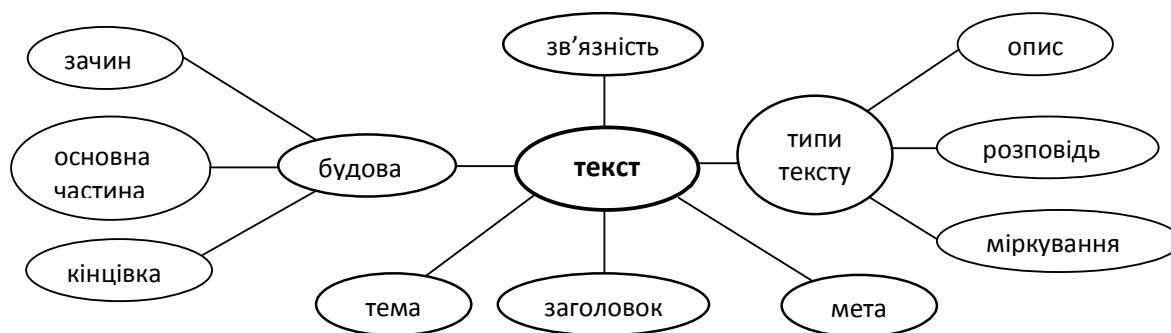 зв’язність
зачин
опис
типи
тексту
основна
частина
будова
текст
розповідь
кінцівка
міркування
тема
заголовок
мета